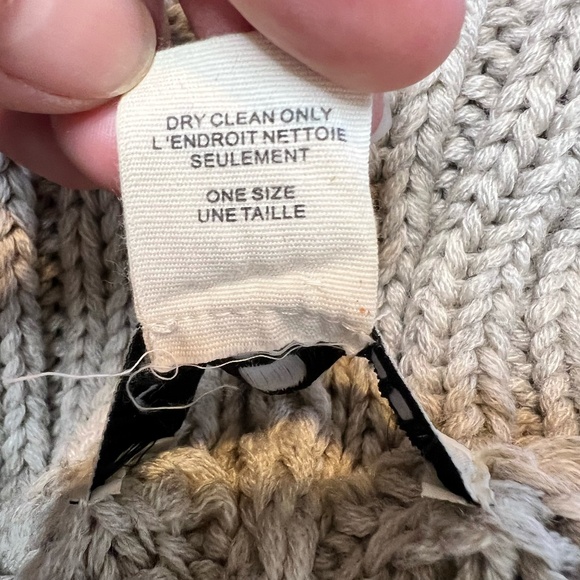 DRY CLEAN ONLY
L'ENDROIT NETTOIE
SEULEMENT
ONE SIZE
UNE TAILLE